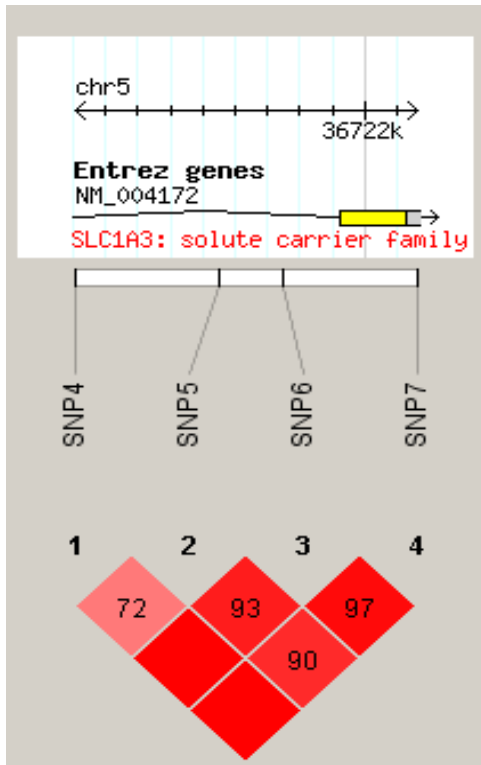 chr5
36722k
Entrez genes
NM_004172
SLC1A3: solute carrier family
SNP4 SNP5 SNP6 SNP7
1 2 3 4
72 93 97
90